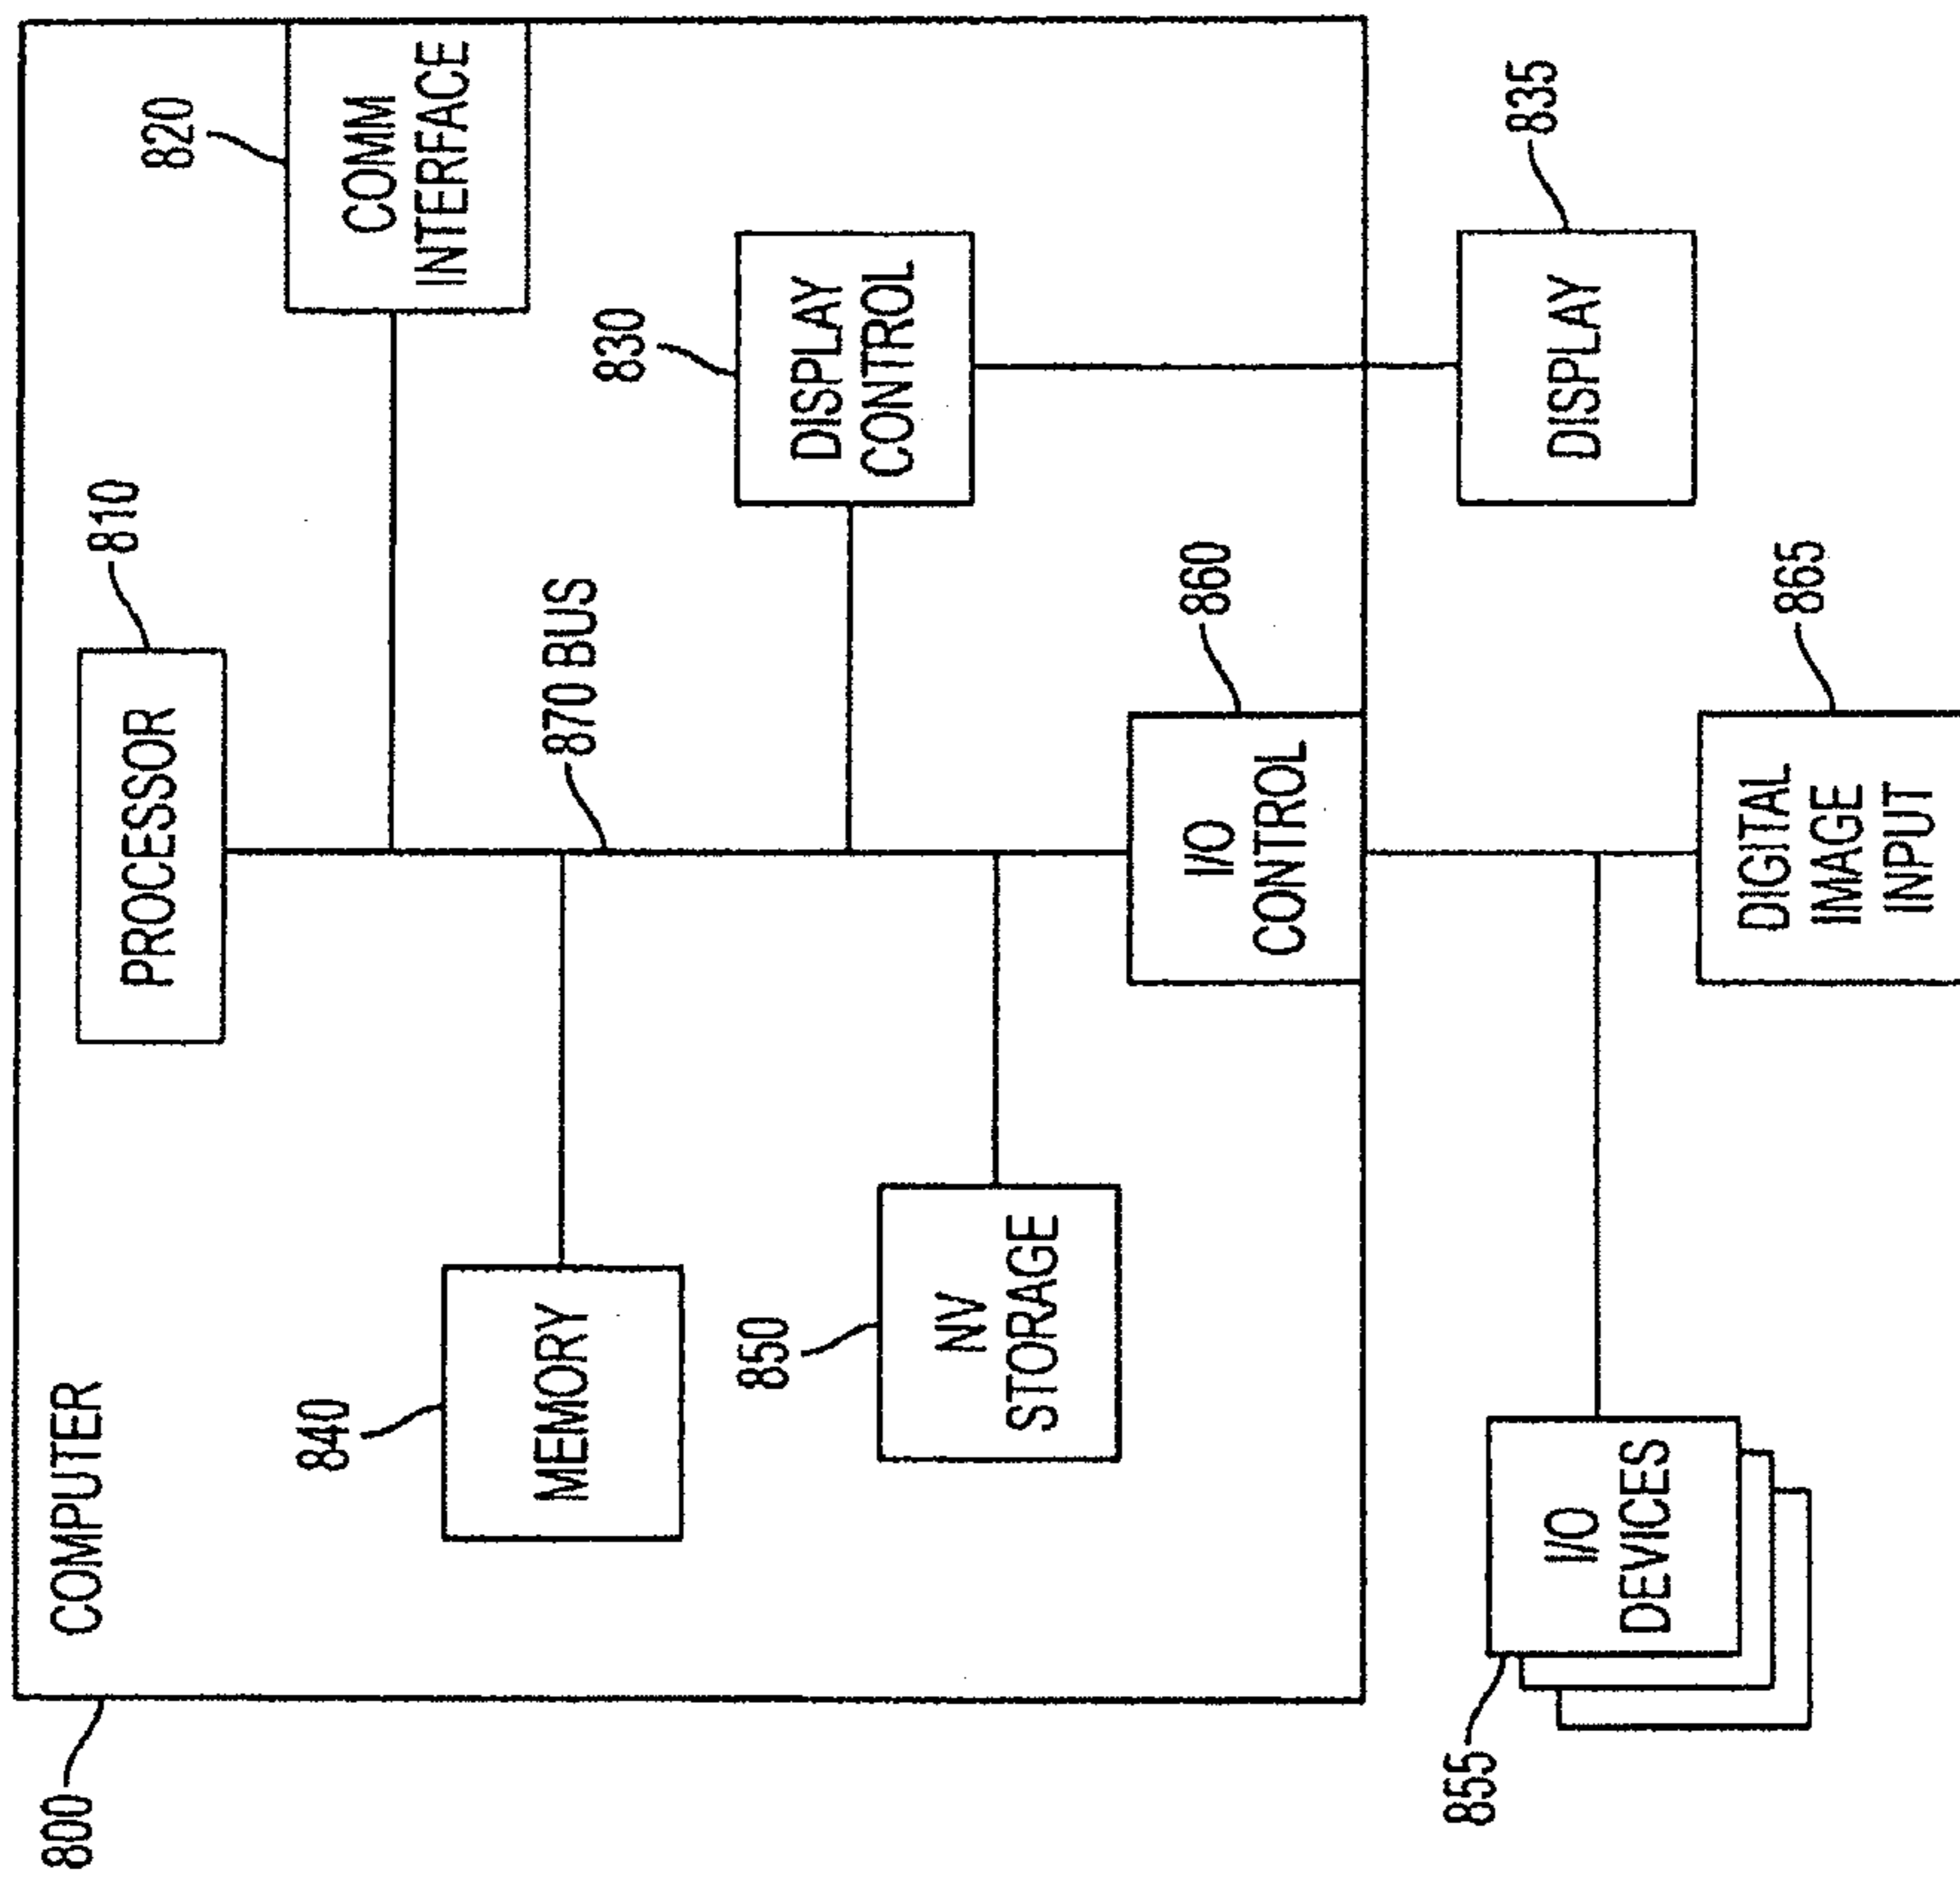 800
COMPUTER
810
PROCESSOR
820
COMM
INTERFACE
840
MEMORY
870 BUS
830
DISPLAY
CONTROL
850
NV
STORAGE
860
I/O
CONTROL
855
I/O
DEVICES
835
DISPLAY
865
DIGITAL
IMAGE
INPUT